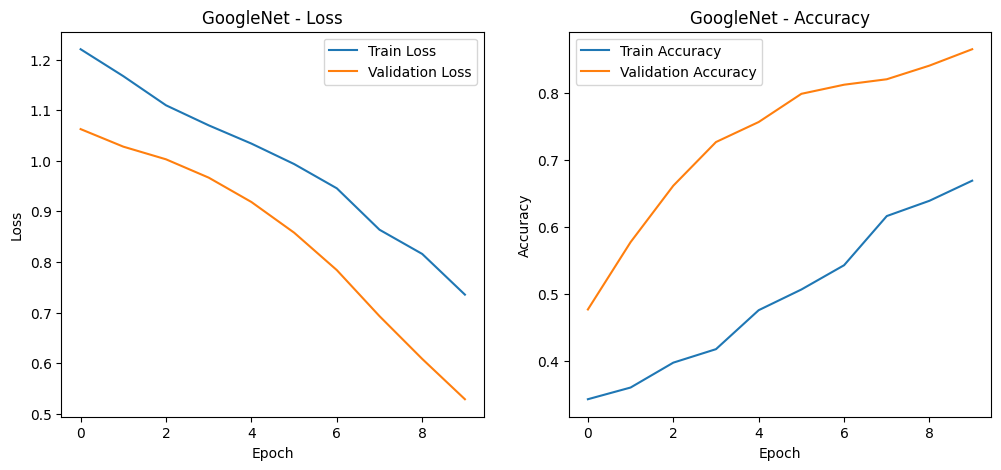 GoogleNet - Loss
Train Loss
Validation Loss
1.2
1.1
1.0
0.9
0.8
0.7
0.6
0.5
Loss
0 2 4 6 8
Epoch
GoogleNet - Accuracy
Train Accuracy
Validation Accuracy
0.8
0.7
0.6
0.5
0.4
Accuracy
0 2 4 6 8
Epoch